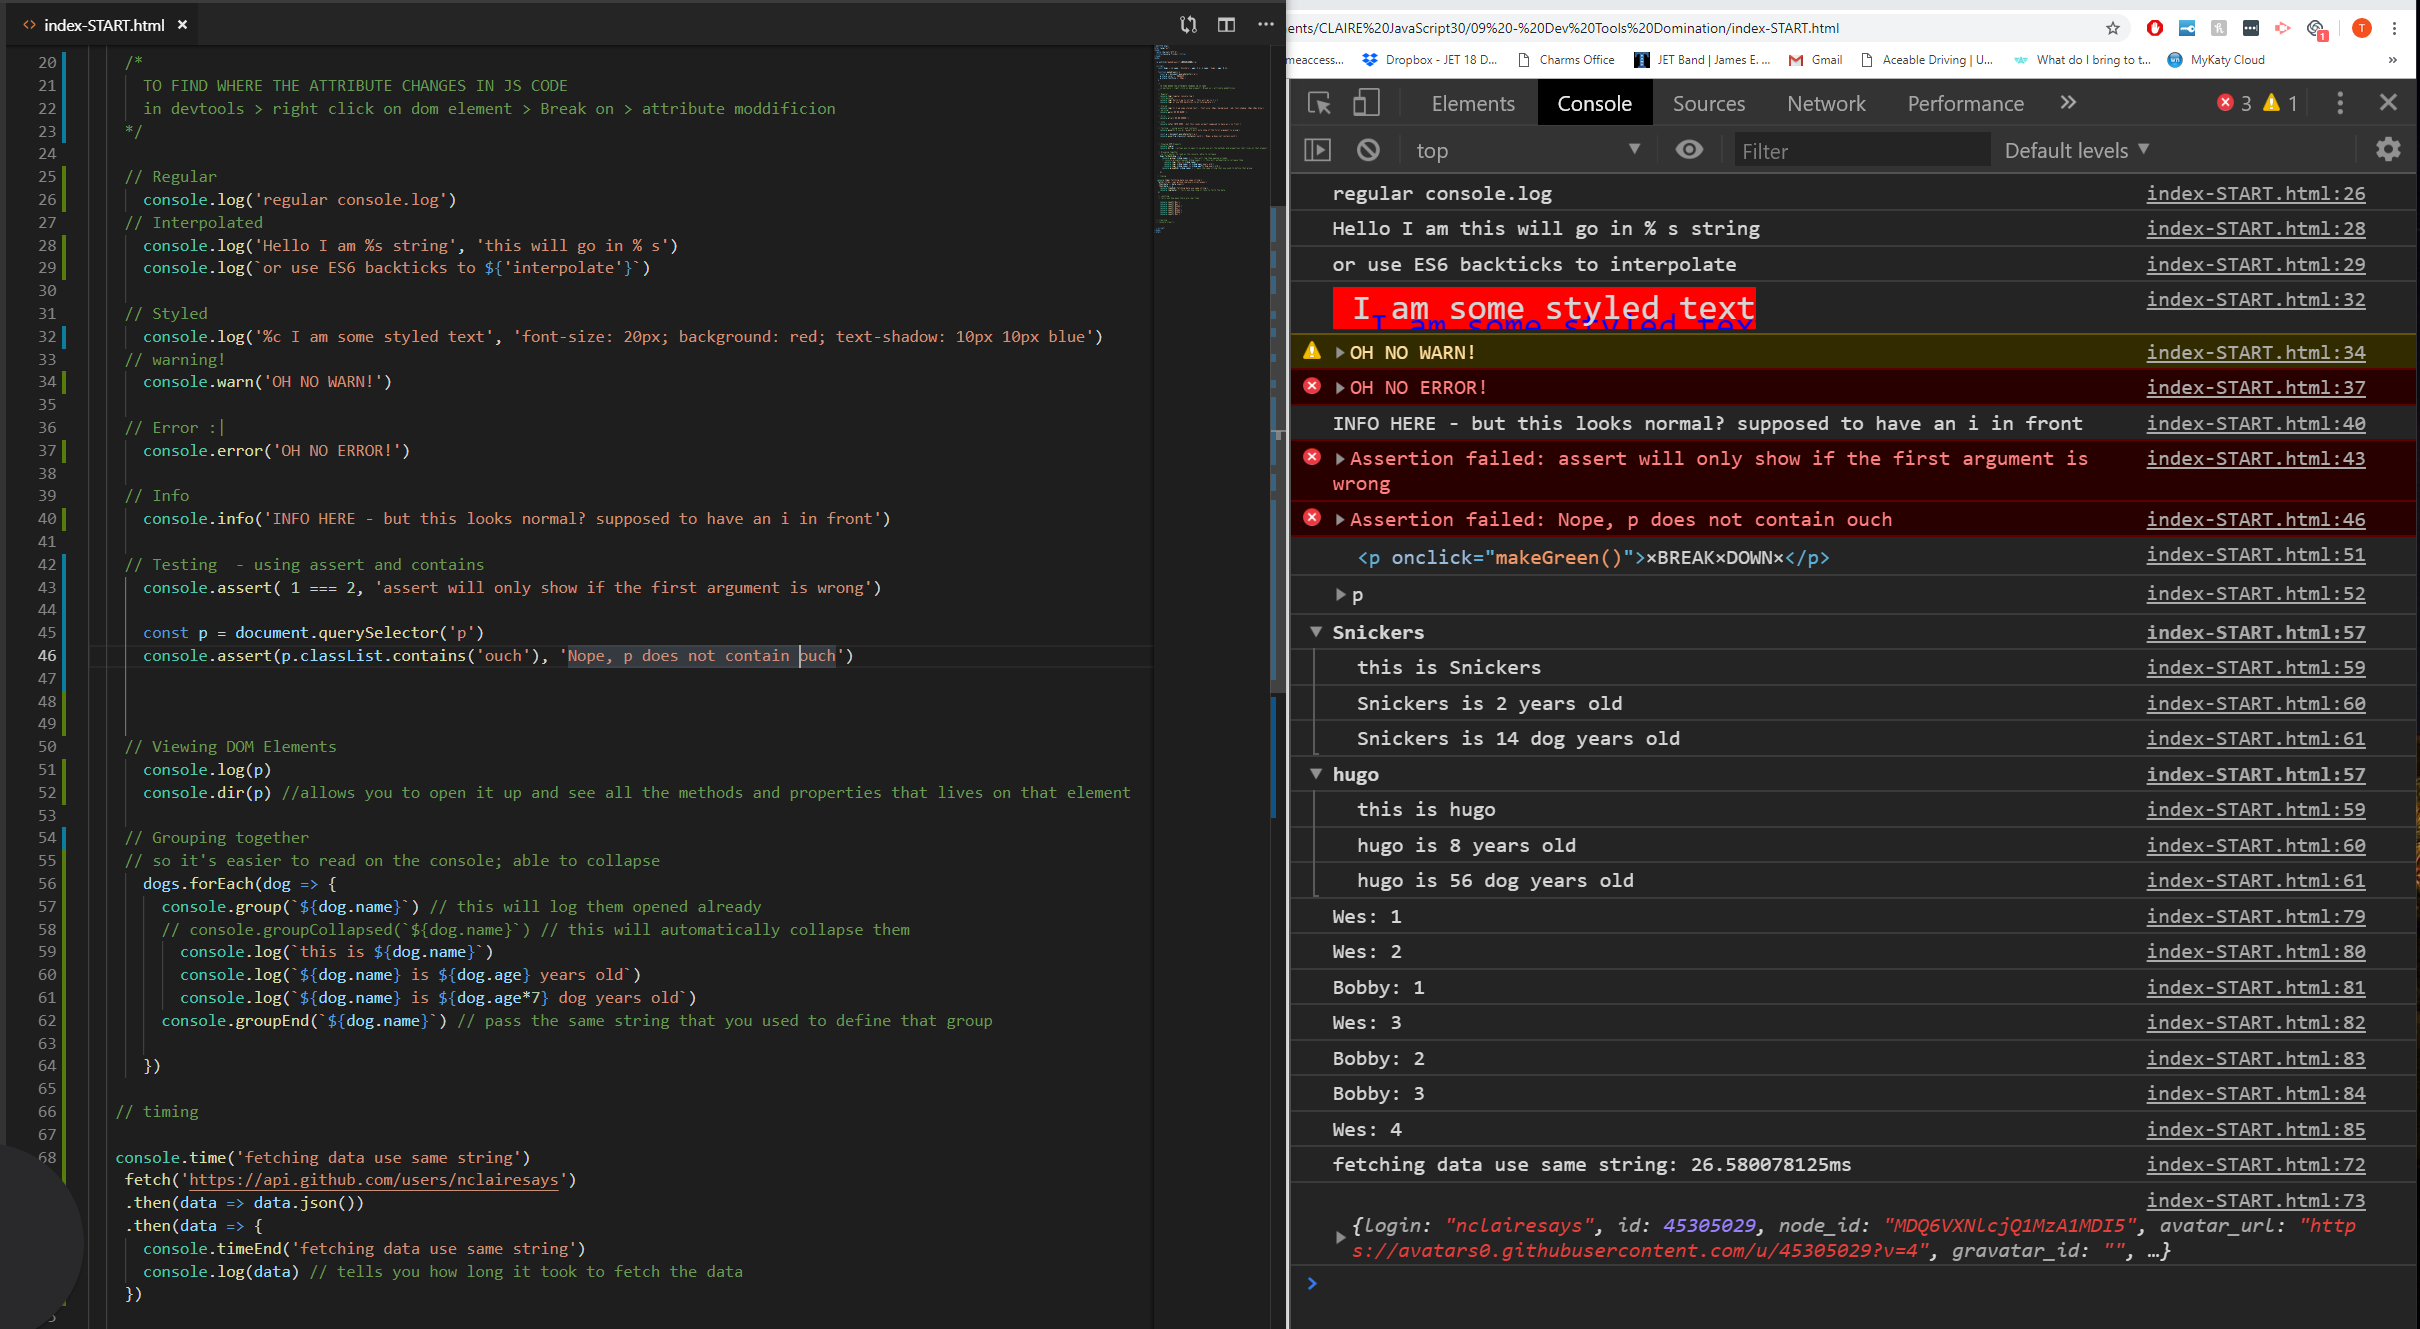 index-START.html
20 /*
21 TO FIND WHERE THE ATTRIBUTE CHANGES IN JS CODE
22 in devtools > right click on dom element > Break on > attribute moddificion
23 */
24
25 // Regular
26 console.log('regular console.log')
27 // Interpolated
28 console.log('Hello I am %s string', 'this will go in % s')
29 console.log(`or use ES6 backticks to ${'interpolate'}`)
30
31 // Styled
32 console.log('%c I am some styled text', 'font-size: 20px; background: red; text-shadow: 10px 10px blue')
33 // warning!
34 console.warn('OH NO WARN!')
35
36 // Error :|
37 console.error('OH NO ERROR!')
38
39 // Info
40 console.info('INFO HERE - but this looks normal? supposed to have an i in front')
41
42 // Testing - using assert and contains
43 console.assert( 1 === 2, 'assert will only show if the first argument is wrong')
44
45 const p = document.querySelector('p')
46 console.assert(p.classList.contains('ouch'), 'Nope, p does not contain ouch')
47
48
49
50 // Viewing DOM Elements
51 console.log(p)
52 console.dir(p) //allows you to open it up and see all the methods and properties that lives on that element
53
54 // Grouping together
55 // so it's easier to read on the console; able to collapse
56 dogs.forEach(dog => {
57 console.group(`${dog.name}`) // this will log them opened already
58 // console.groupCollapsed(`${dog.name}`) // this will automatically collapse them
59 console.log(`this is ${dog.name}`)
60 console.log(`${dog.name} is ${dog.age} years old`)
61 console.log(`${dog.name} is ${dog.age*7} dog years old`)
62 console.groupEnd(`${dog.name}`) // pass the same string that you used to define that group
63
64 })
65
66 // timing
67
68 console.time('fetching data use same string')
fetch('https://api.github.com/users/nclairesays')
.then(data => data.json())
.then(data => {
console.timeEnd('fetching data use same string')
console.log(data) // tells you how long it took to fetch the data
})
ents/CLAIRE%20JavaScript30/09%20-%20Dev%20Tools%20Domination/index-START.html
1 T
meaccess... Dropbox - JET 18 D... Charms Office JET Band | James E. ... Gmail Aceable Driving | U... What do I bring to t... MyKaty Cloud »
Elements Console Sources Network Performance » 3 1
top Filter Default levels
regular console.log index-START.html:26
Hello I am this will go in % s string index-START.html:28
or use ES6 backticks to interpolate index-START.html:29
I am some styled text index-START.html:32
OH NO WARN! index-START.html:34
OH NO ERROR! index-START.html:37
INFO HERE - but this looks normal? supposed to have an i in front index-START.html:40
Assertion failed: assert will only show if the first argument is index-START.html:43
wrong
Assertion failed: Nope, p does not contain ouch index-START.html:46
<p onclick="makeGreen()">×BREAK×DOWN×</p> index-START.html:51
p index-START.html:52
Snickers index-START.html:57
this is Snickers index-START.html:59
Snickers is 2 years old index-START.html:60
Snickers is 14 dog years old index-START.html:61
hugo index-START.html:57
this is hugo index-START.html:59
hugo is 8 years old index-START.html:60
hugo is 56 dog years old index-START.html:61
Wes: 1 index-START.html:79
Wes: 2 index-START.html:80
Bobby: 1 index-START.html:81
Wes: 3 index-START.html:82
Bobby: 2 index-START.html:83
Bobby: 3 index-START.html:84
Wes: 4 index-START.html:85
fetching data use same string: 26.580078125ms index-START.html:72
index-START.html:73
{login: "nclairesays", id: 45305029, node_id: "MDQ6VXNlcjQ1MzA1MDI5", avatar_url: "http
s://avatars0.githubusercontent.com/u/45305029?v=4", gravatar_id: "", …}